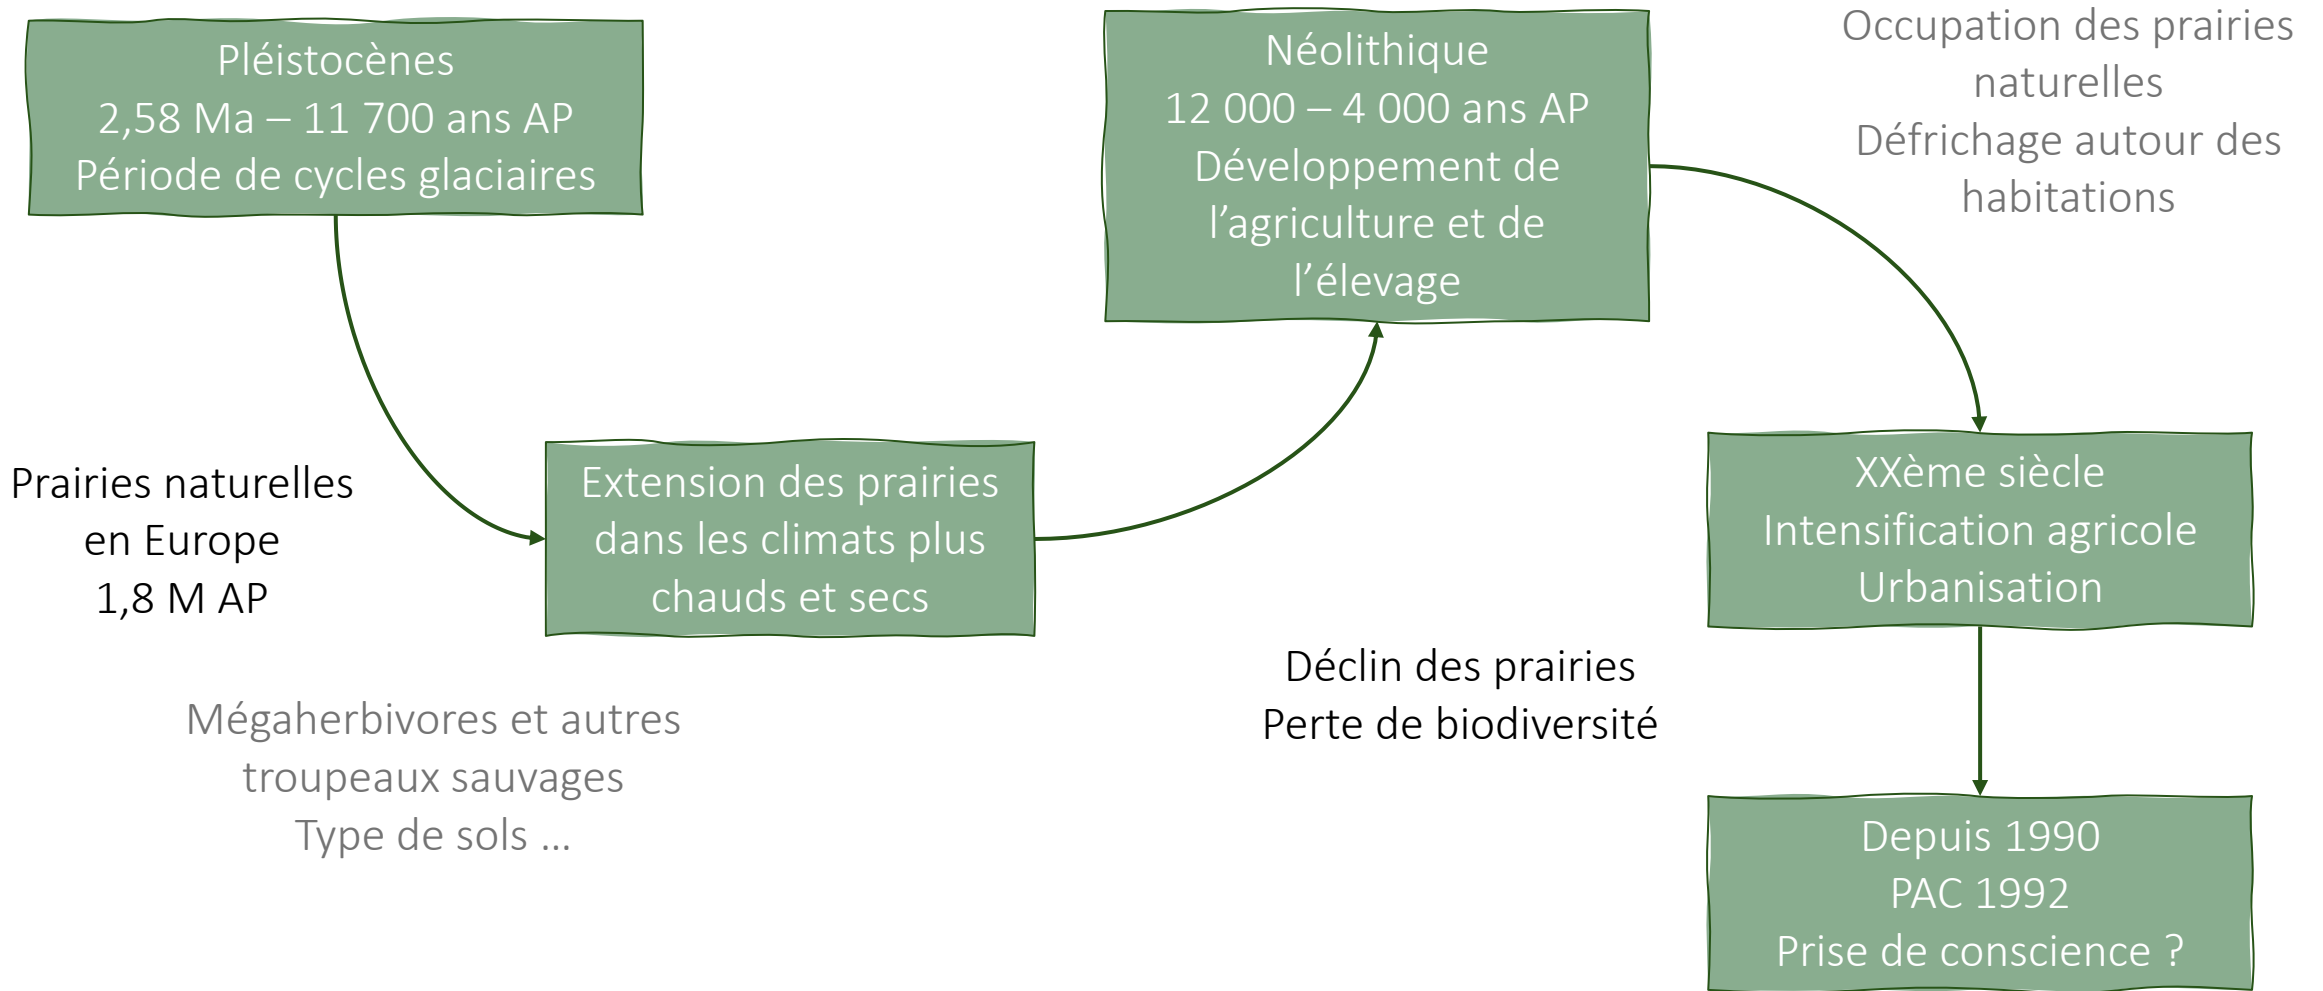 Pléistocènes
2,58 Ma – 11 700 ans AP
Période de cycles glaciaires
Prairies naturelles
en Europe
1,8 M AP
Mégaherbivores et autres
troupeaux sauvages
Type de sols ...
Extension des prairies
dans les climats plus
chauds et secs
Néolithique
12 000 – 4 000 ans AP
Développement de
l’agriculture et de
l’élevage
Occupation des prairies
naturelles
Défrichage autour des
habitations
XXème siècle
Intensification agricole
Urbanisation
Déclin des prairies
Perte de biodiversité
Depuis 1990
PAC 1992
Prise de conscience ?